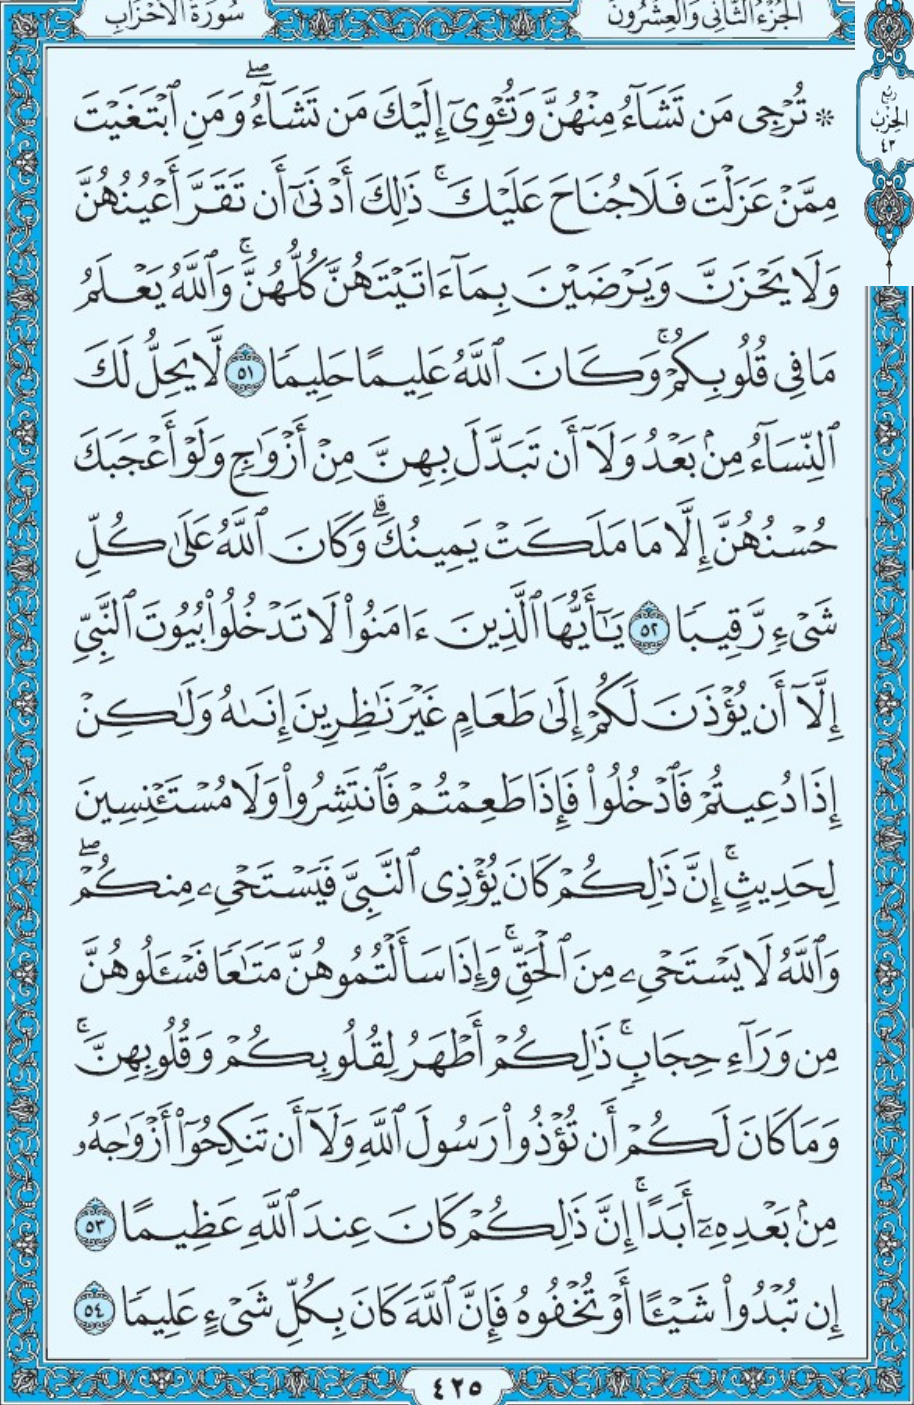 الجُزْءُ الثَّانِي وَالعِشْرُونَ
سُورَةُ الأَحْزَابِ
ربع
الحزب
٤٣
۞ تُرْجِى مَن تَشَآءُ مِنْهُنَّ وَتُـْٔوِىٓ إِلَيْكَ مَن تَشَآءُۖ وَمَنِ ٱبْتَغَيْتَ
مِمَّنْ عَزَلْتَ فَلَا جُنَاحَ عَلَيْكَۚ ذَٰلِكَ أَدْنَىٰٓ أَن تَقَرَّ أَعْيُنُهُنَّ
وَلَا يَحْزَنَّ وَيَرْضَيْنَ بِمَآ ءَاتَيْتَهُنَّ كُلُّهُنَّۚ وَٱللَّهُ يَعْلَمُ
مَا فِى قُلُوبِكُمْۚ وَكَانَ ٱللَّهُ عَلِيمًا حَلِيمًا ٥١ لَّا يَحِلُّ لَكَ
ٱلنِّسَآءُ مِنۢ بَعْدُ وَلَآ أَن تَبَدَّلَ بِهِنَّ مِنْ أَزْوَٰجٍ وَلَوْ أَعْجَبَكَ
حُسْنُهُنَّ إِلَّا مَا مَلَكَتْ يَمِينُكَۗ وَكَانَ ٱللَّهُ عَلَىٰ كُلِّ
شَىْءٍ رَّقِيبًا ٥٢ يَٰٓأَيُّهَا ٱلَّذِينَ ءَامَنُوا۟ لَا تَدْخُلُوا۟ بُيُوتَ ٱلنَّبِىِّ
إِلَّآ أَن يُؤْذَنَ لَكُمْ إِلَىٰ طَعَامٍ غَيْرَ نَٰظِرِينَ إِنَىٰهُ وَلَٰكِنْ
إِذَا دُعِيتُمْ فَٱدْخُلُوا۟ فَإِذَا طَعِمْتُمْ فَٱنتَشِرُوا۟ وَلَا مُسْتَـْٔنِسِينَ
لِحَدِيثٍۚ إِنَّ ذَٰلِكُمْ كَانَ يُؤْذِى ٱلنَّبِىَّ فَيَسْتَحْىِۦ مِنكُمْۖ
وَٱللَّهُ لَا يَسْتَحْىِۦ مِنَ ٱلْحَقِّۚ وَإِذَا سَأَلْتُمُوهُنَّ مَتَٰعًا فَسْـَٔلُوهُنَّ
مِن وَرَآءِ حِجَابٍۚ ذَٰلِكُمْ أَطْهَرُ لِقُلُوبِكُمْ وَقُلُوبِهِنَّۚ
وَمَا كَانَ لَكُمْ أَن تُؤْذُوا۟ رَسُولَ ٱللَّهِ وَلَآ أَن تَنكِحُوٓا۟ أَزْوَٰجَهُۥ
مِنۢ بَعْدِهِۦٓ أَبَدًاۚ إِنَّ ذَٰلِكُمْ كَانَ عِندَ ٱللَّهِ عَظِيمًا ٥٣
إِن تُبْدُوا۟ شَيْـًٔا أَوْ تُخْفُوهُ فَإِنَّ ٱللَّهَ كَانَ بِكُلِّ شَىْءٍ عَلِيمًا ٥٤
٤٢٥